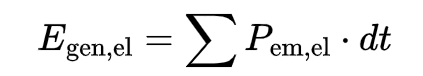 E_gen,el = ∑ P_em,el · dt